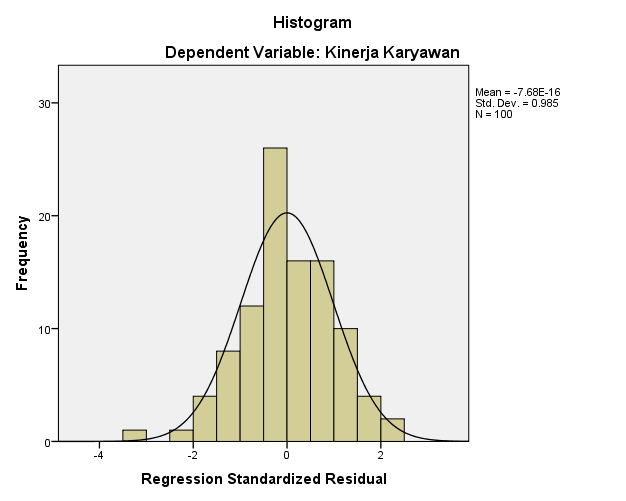 Histogram
Dependent Variable: Kinerja Karyawan
Mean = -7.68E-16
Std. Dev. = 0.985
N = 100
Frequency
30
20
10
0
-4
-2
0
2
Regression Standardized Residual